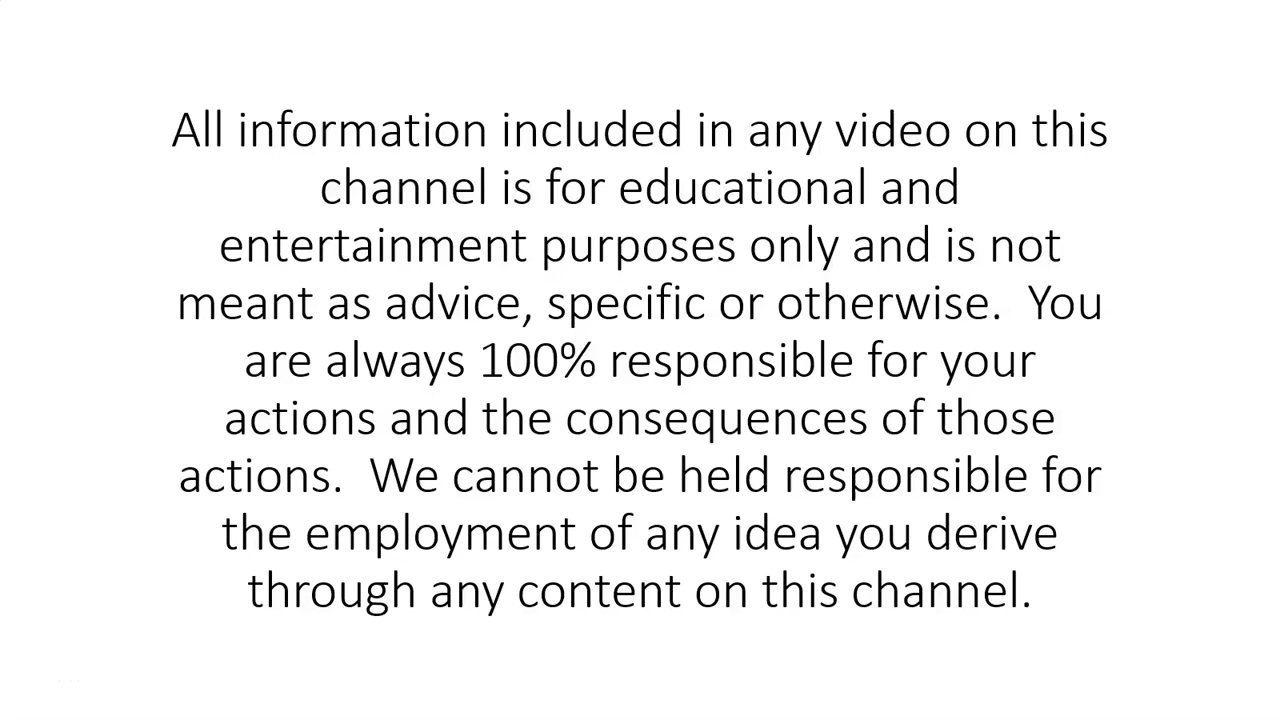 All information included in any video on this
channel is for educational and
entertainment purposes only and is not
meant as advice, specific or otherwise.  You
are always 100% responsible for your
actions and the consequences of those
actions.  We cannot be held responsible for
the employment of any idea you derive
through any content on this channel.